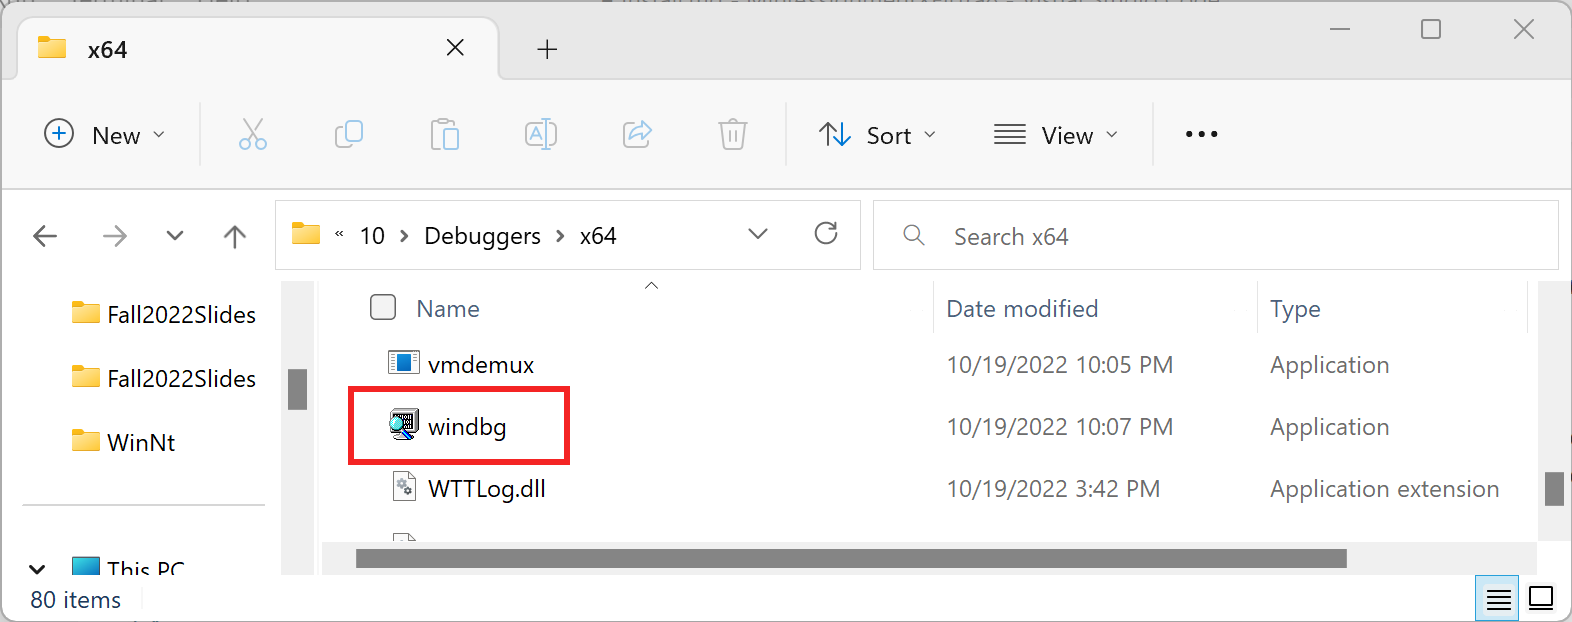 x64
New
Sort
View
« 10 > Debuggers > x64
Search x64
Fall2022Slides
Fall2022Slides
WinNt
This PC
Name Date modified Type
vmdemux 10/19/2022 10:05 PM Application
windbg 10/19/2022 10:07 PM Application
WTTLog.dll 10/19/2022 3:42 PM Application extension
80 items